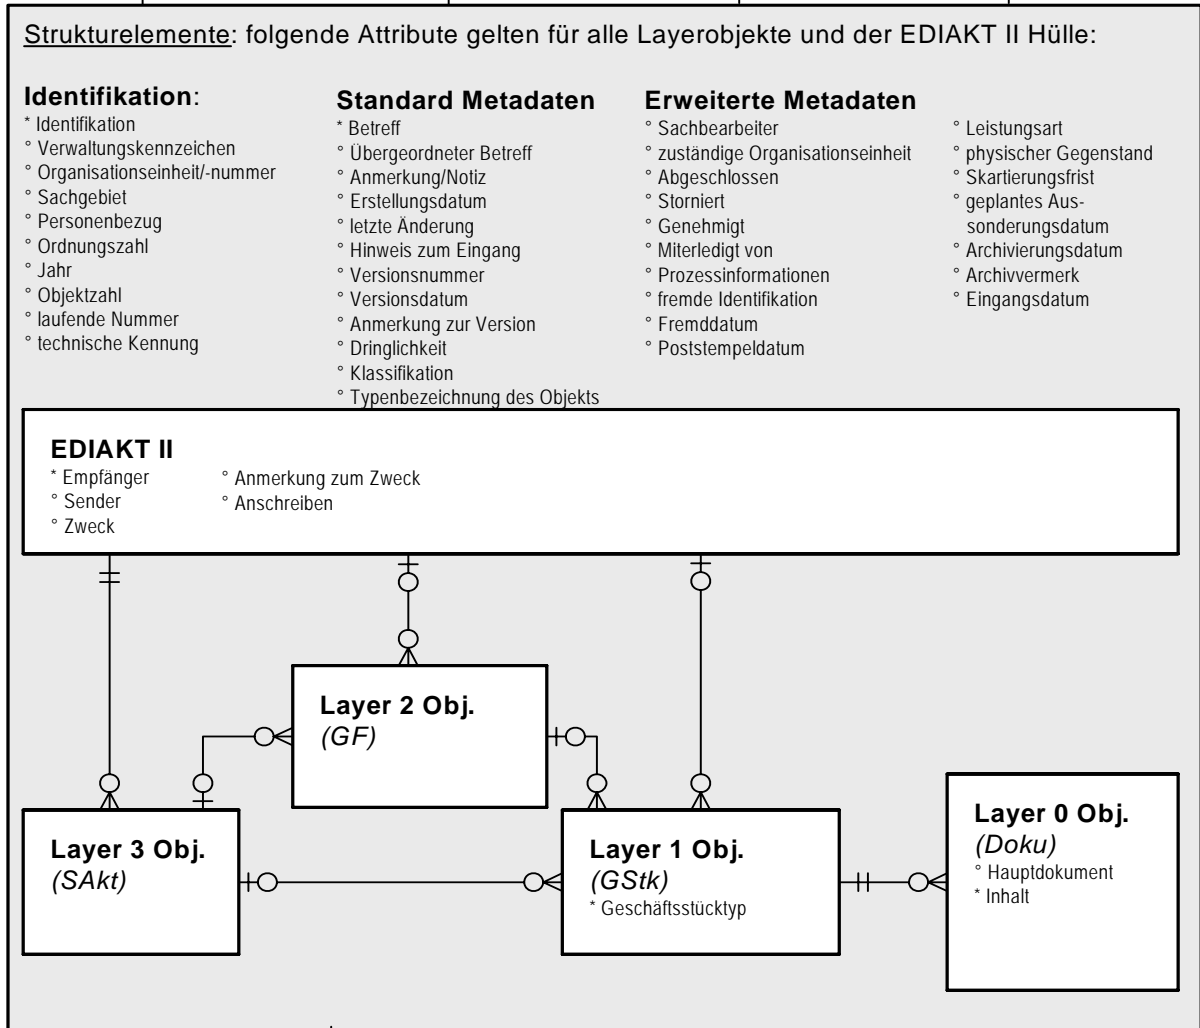 Strukturelemente: folgende Attribute gelten für alle Layerobjekte und der EDIAKT II Hülle:
Identifikation:
* Identifikation
° Verwaltungskennzeichen
° Organisationseinheit/-nummer
° Sachgebiet
° Personenbezug
° Ordnungszahl
° Jahr
° Objektzahl
° laufende Nummer
° technische Kennung
Standard Metadaten
* Betreff
° Übergeordneter Betreff
° Anmerkung/Notiz
° Erstellungsdatum
° letzte Änderung
° Hinweis zum Eingang
° Versionsnummer
° Versionsdatum
° Anmerkung zur Version
° Dringlichkeit
° Klassifikation
° Typenbezeichnung des Objekts
Erweiterte Metadaten
° Sachbearbeiter
° zuständige Organisationseinheit
° Abgeschlossen
° Storniert
° Genehmigt
° Miterledigt von
° Prozessinformationen
° fremde Identifikation
° Fremddatum
° Poststempeldatum
° Leistungsart
° physischer Gegenstand
° Skartierungsfrist
° geplantes Aus-
sonderungsdatum
° Archivierungsdatum
° Archivvermerk
° Eingangsdatum
EDIAKT II
* Empfänger
° Sender
° Zweck
° Anmerkung zum Zweck
° Anschreiben
Layer 2 Obj.
(GF)
Layer 3 Obj.
(SAkt)
Layer 1 Obj.
(GStk)
* Geschäftsstücktyp
Layer 0 Obj.
(Doku)
° Hauptdokument
* Inhalt